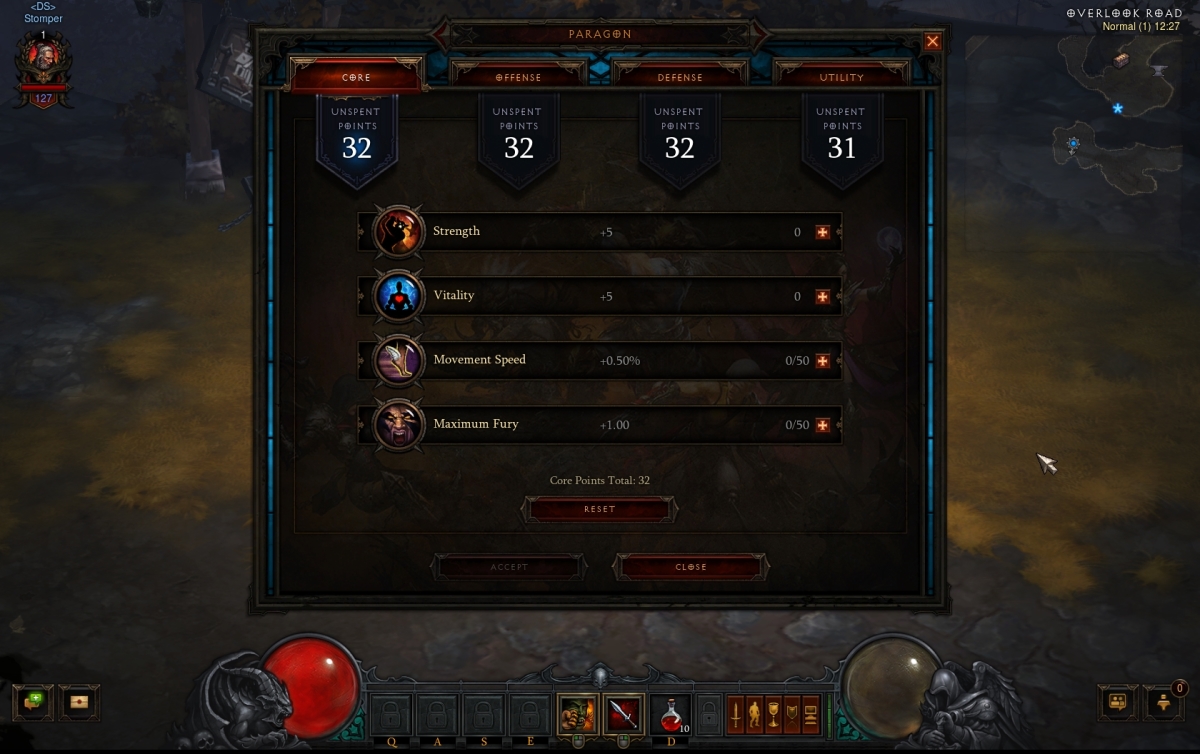 <DS>
Stomper
1
127
OVERLOOK ROAD
Normal (1) 12:27
PARAGON
CORE
OFFENSE
DEFENSE
UTILITY
UNSPENT
POINTS
32
UNSPENT
POINTS
32
UNSPENT
POINTS
32
UNSPENT
POINTS
31
Strength +5 0
Vitality +5 0
Movement Speed +0.50% 0/50
Maximum Fury +1.00 0/50
Core Points Total: 32
RESET
ACCEPT
CLOSE
10
0
Q A S E D